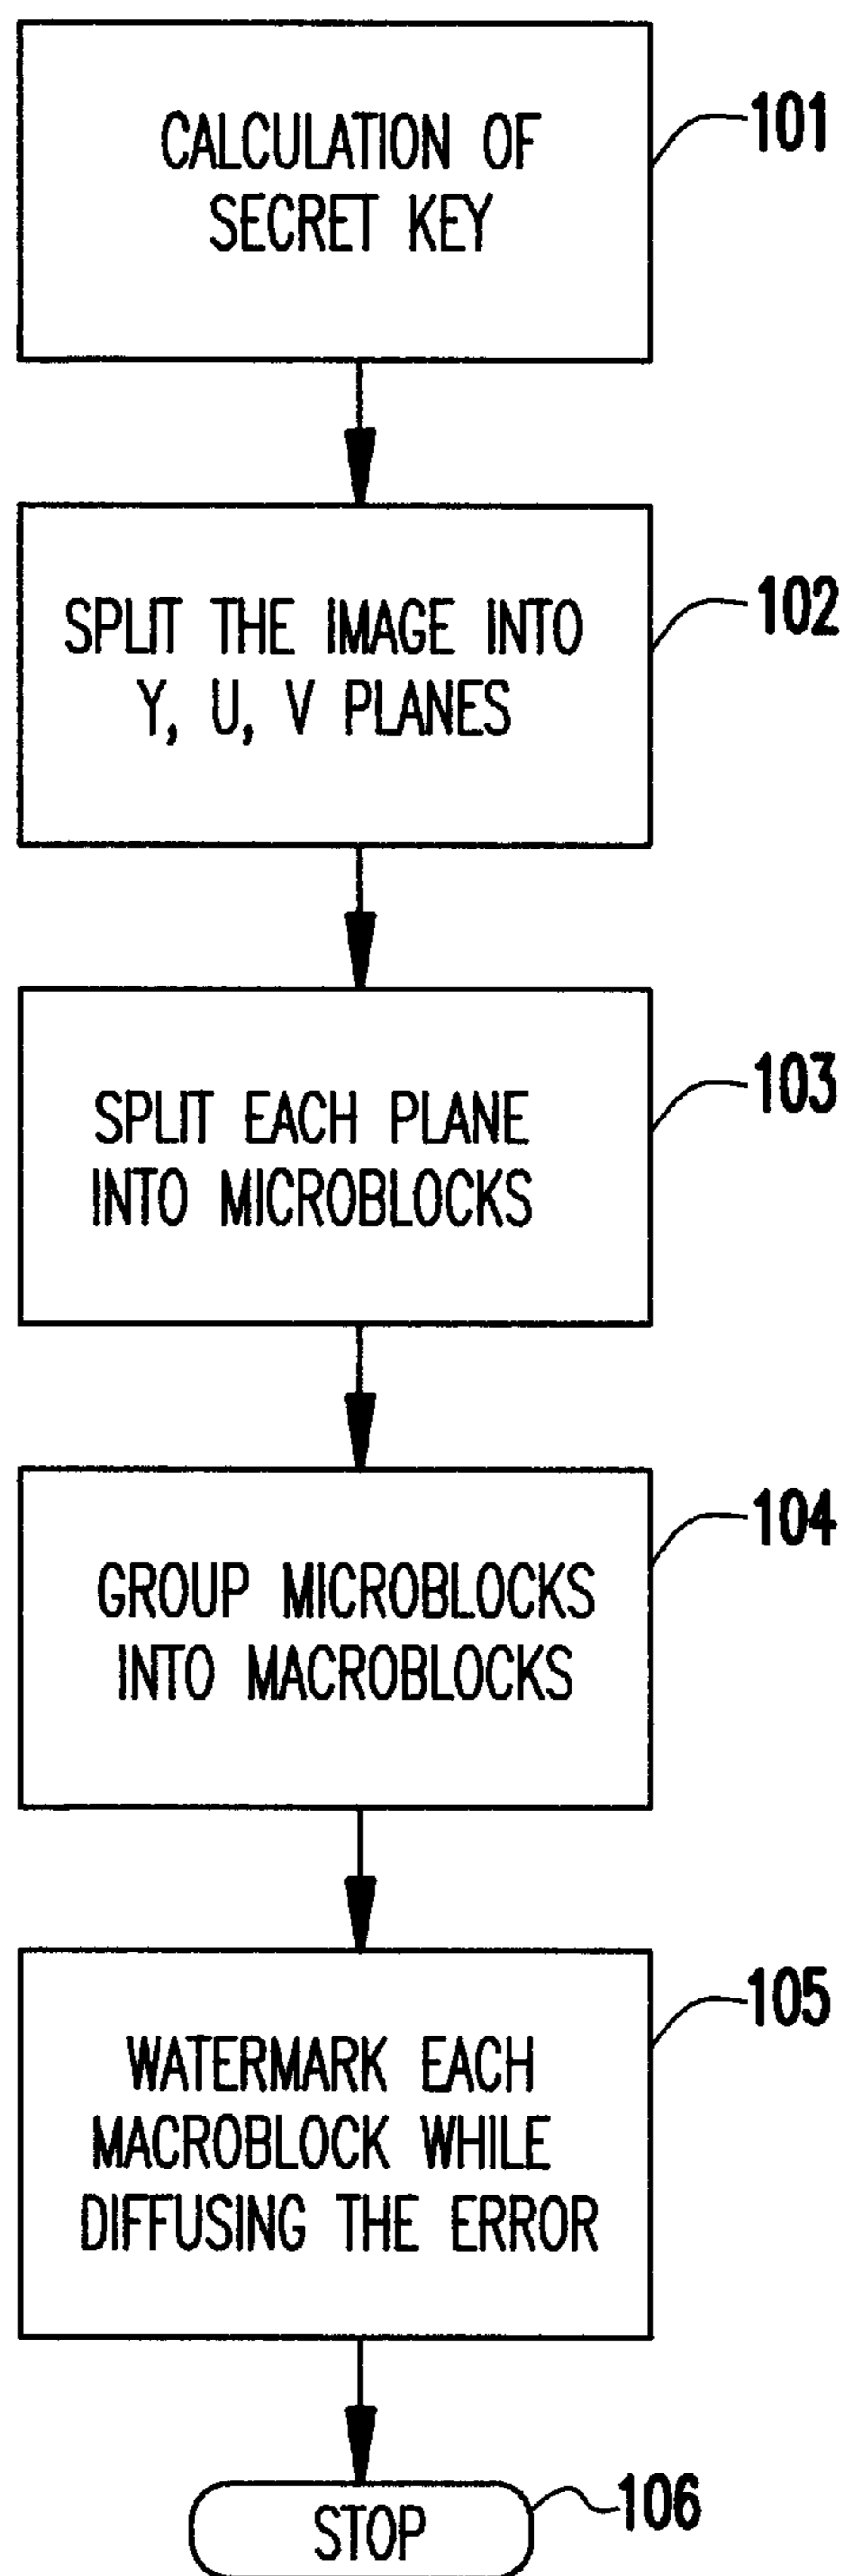 CALCULATION OF
SECRET KEY
101
SPLIT THE IMAGE INTO
Y, U, V PLANES
102
SPLIT EACH PLANE
INTO MICROBLOCKS
103
GROUP MICROBLOCKS
INTO MACROBLOCKS
104
WATERMARK EACH
MACROBLOCK WHILE
DIFFUSING THE ERROR
105
STOP
106